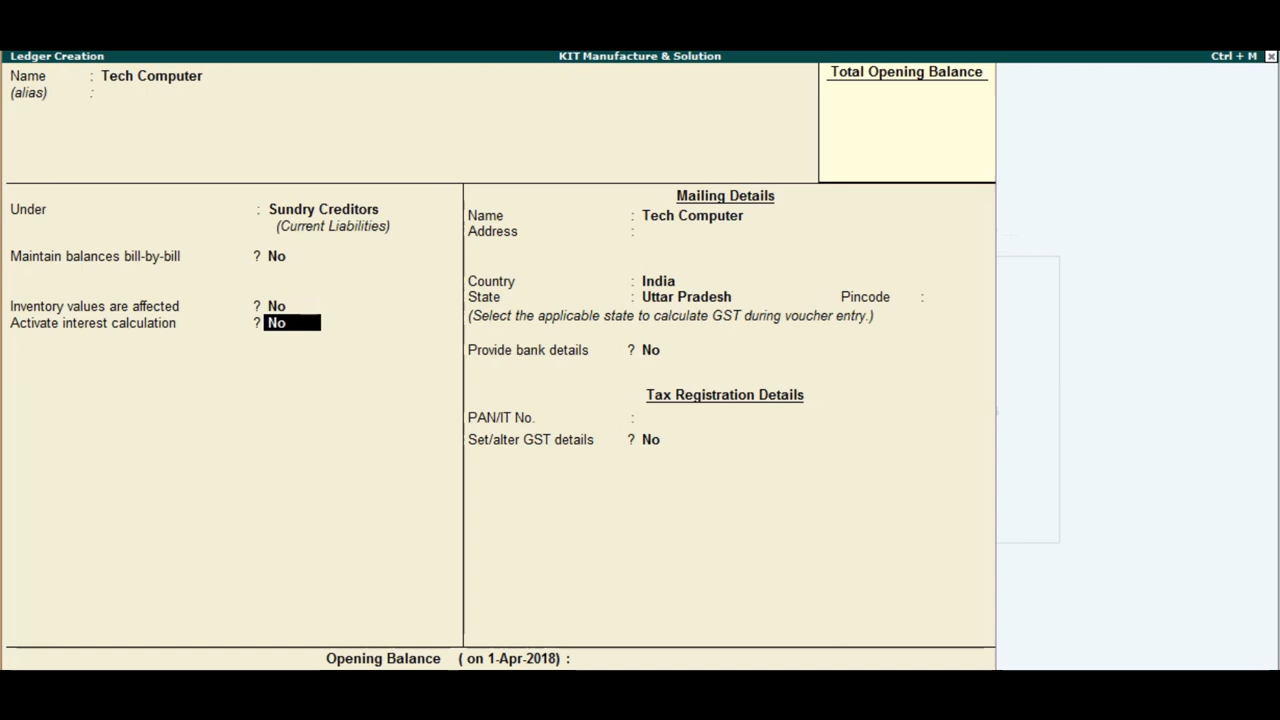 Ledger Creation KIT Manufacture & Solution Ctrl + M
Name : Tech Computer
(alias) :
Total Opening Balance
Under : Sundry Creditors
(Current Liabilities)
Maintain balances bill-by-bill ? No
Inventory values are affected ? No
Activate interest calculation ? No
Mailing Details
Name : Tech Computer
Address :
Country : India
State : Uttar Pradesh Pincode :
(Select the applicable state to calculate GST during voucher entry.)
Provide bank details ? No
Tax Registration Details
PAN/IT No. :
Set/alter GST details ? No
Opening Balance ( on 1-Apr-2018) :